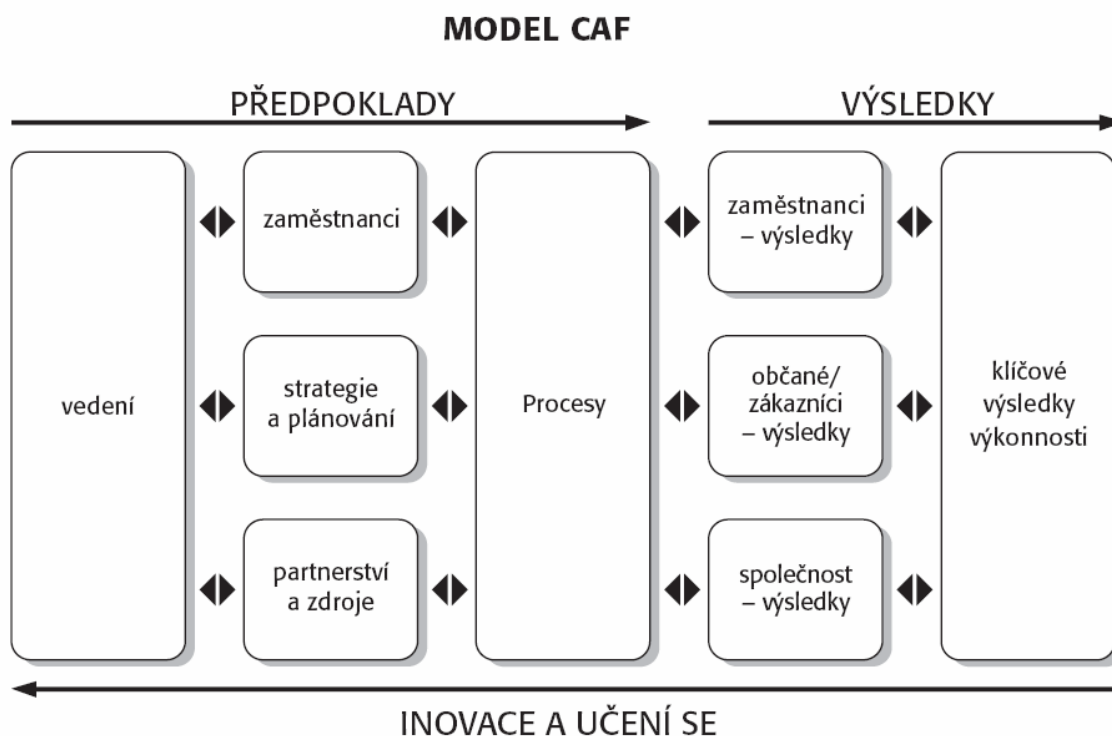 MODEL CAF
PŘEDPOKLADY
VÝSLEDKY
vedení
zaměstnanci
strategie
a plánování
partnerství
a zdroje
Procesy
zaměstnanci
– výsledky
občané/
zákazníci
– výsledky
společnost
– výsledky
klíčové
výsledky
výkonnosti
INOVACE A UČENÍ SE